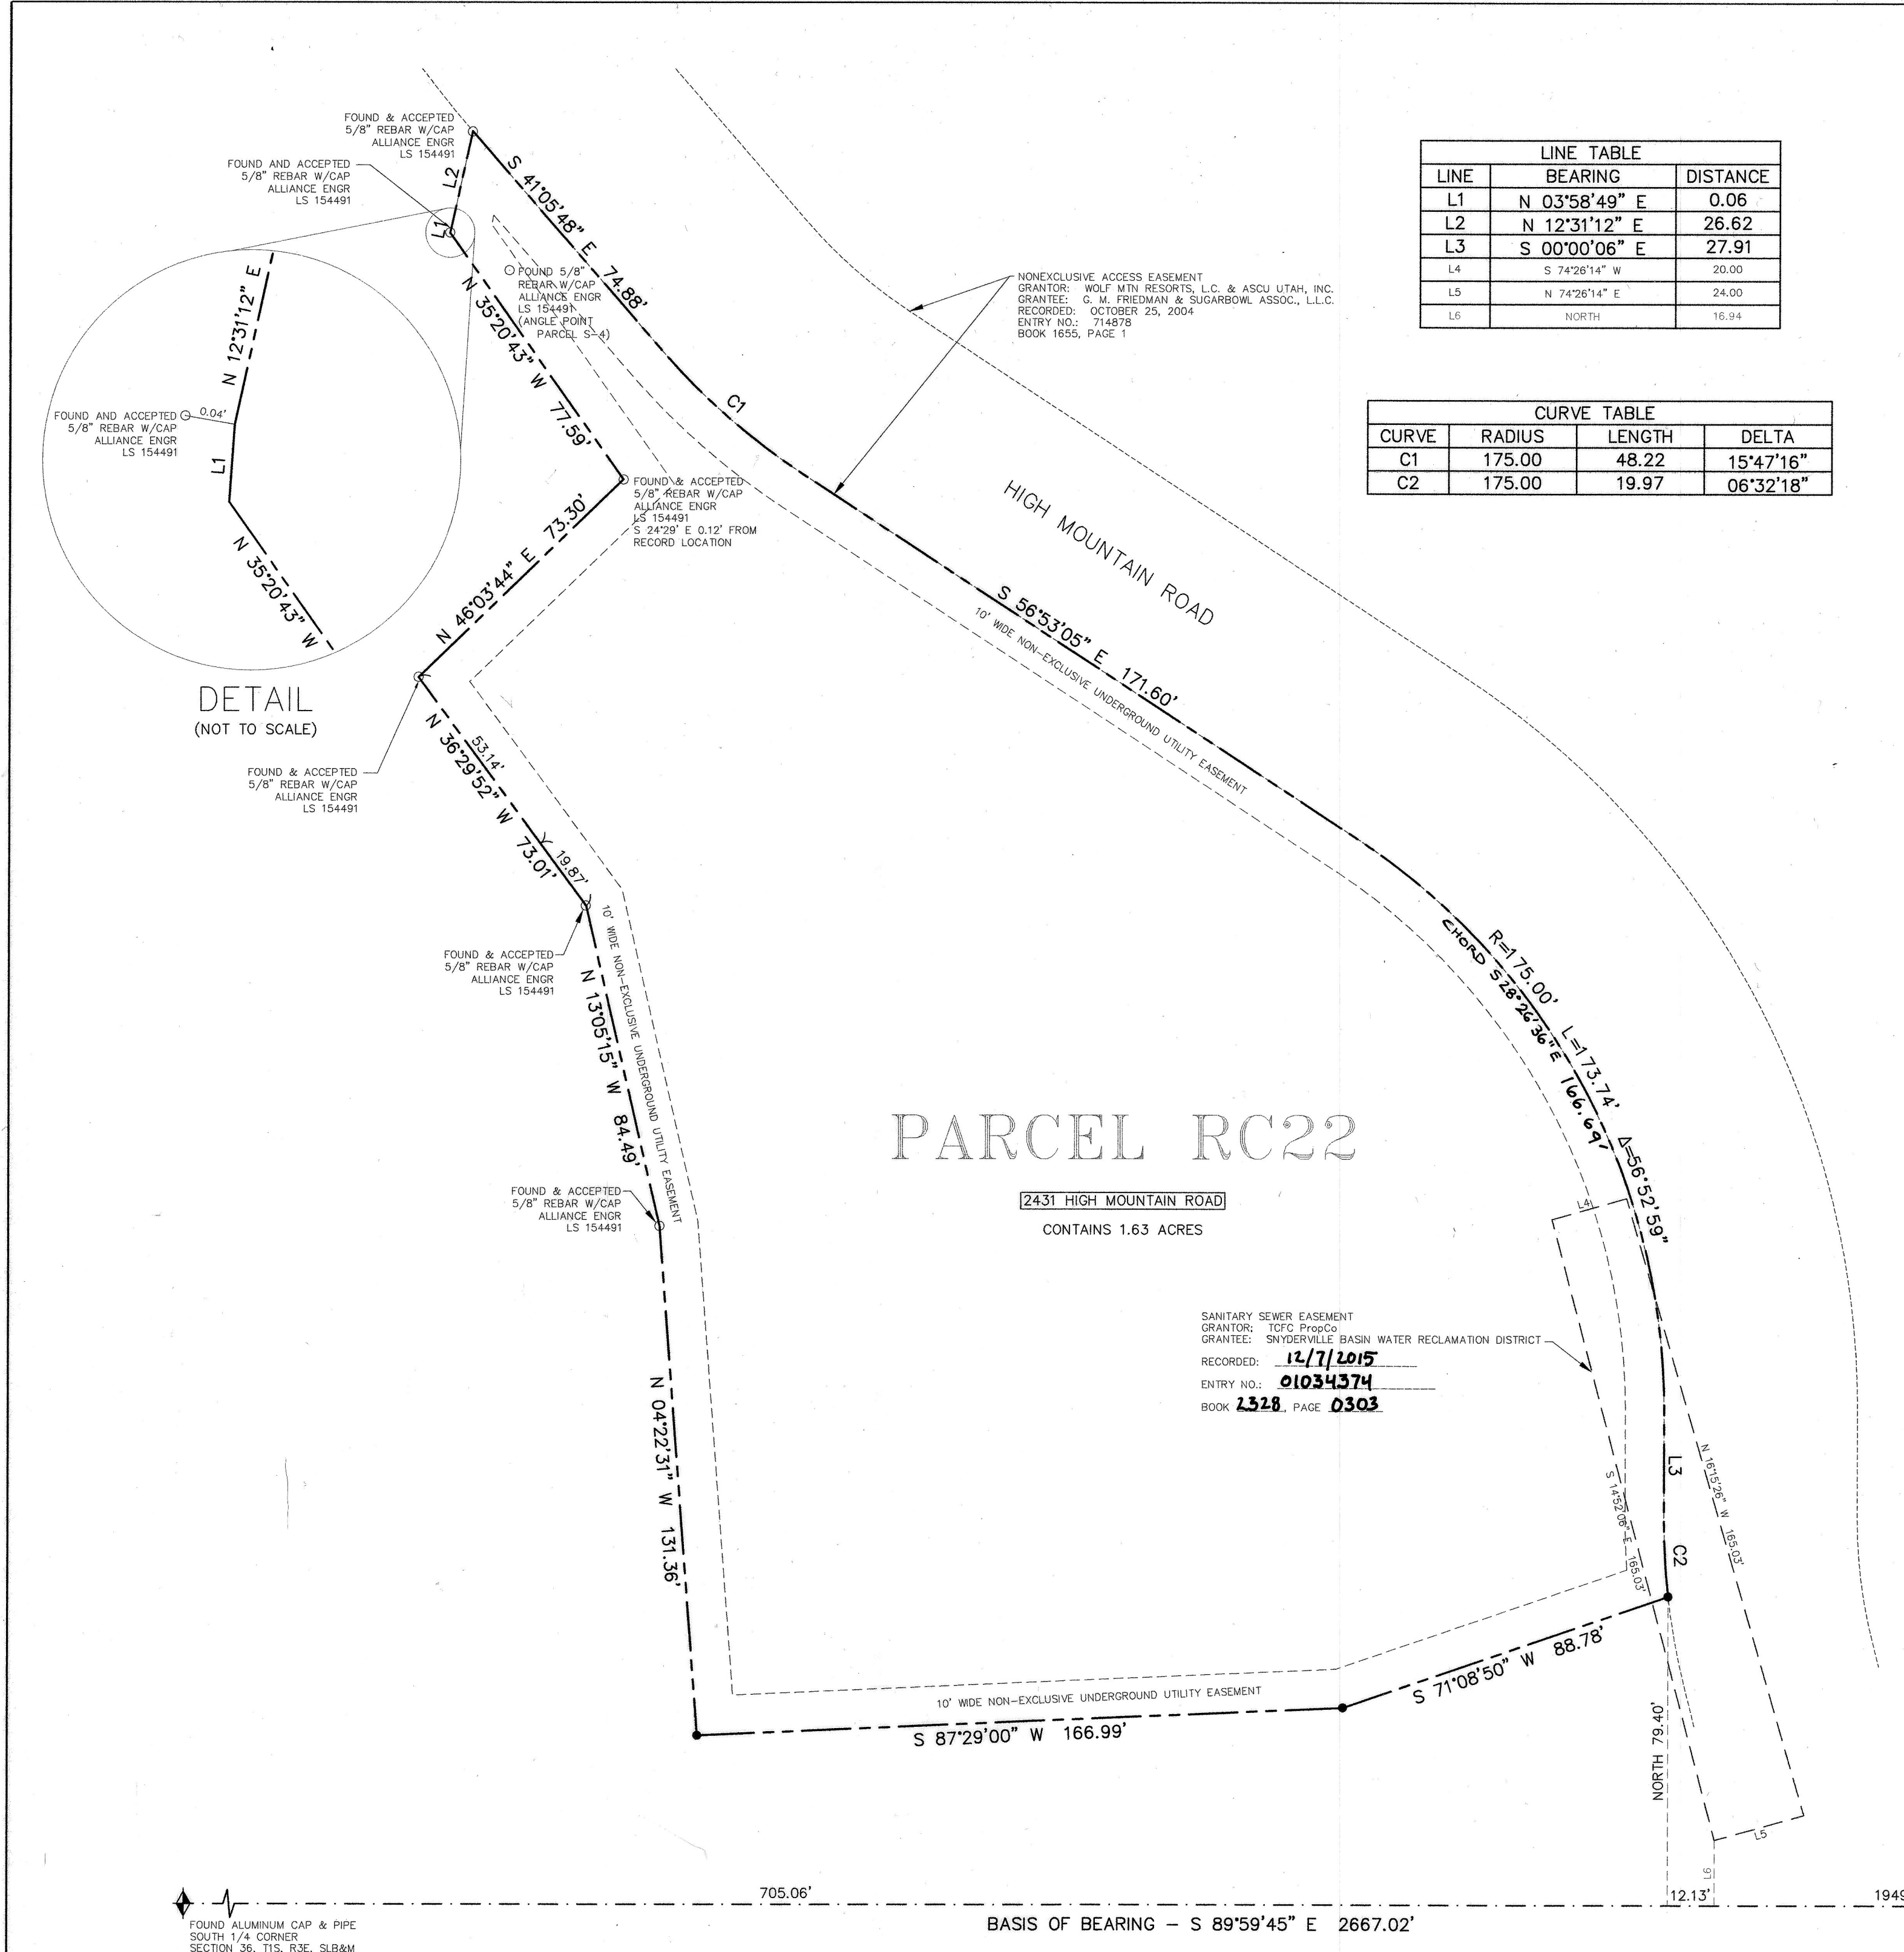 FOUND & ACCEPTED
5/8" REBAR W/CAP
ALLIANCE ENGR
LS 154491
FOUND AND ACCEPTED
5/8" REBAR W/CAP
ALLIANCE ENGR
LS 154491
L2
L1
S 41°05'48" E 74.88'
FOUND 5/8"
REBAR W/CAP
ALLIANCE ENGR
LS 154491
(ANGLE POINT
PARCEL S-4)
N 35°20'43" W 77.59'
C1
NONEXCLUSIVE ACCESS EASEMENT
GRANTOR: WOLF MTN RESORTS, L.C. & ASCU UTAH, INC.
GRANTEE: G. M. FRIEDMAN & SUGARBOWL ASSOC., L.L.C.
RECORDED: OCTOBER 25, 2004
ENTRY NO.: 714878
BOOK 1655, PAGE 1
LINE TABLE
LINE BEARING DISTANCE
L1 N 03°58'49" E 0.06
L2 N 12°31'12" E 26.62
L3 S 00°00'06" E 27.91
L4 S 74°26'14" W 20.00
L5 N 74°26'14" E 24.00
L6 NORTH 16.94
CURVE TABLE
CURVE RADIUS LENGTH DELTA
C1 175.00 48.22 15°47'16"
C2 175.00 19.97 06°32'18"
N 12°31'12" E
0.04'
FOUND AND ACCEPTED
5/8" REBAR W/CAP
ALLIANCE ENGR
LS 154491
L1
N 35°20'43" W
DETAIL
(NOT TO SCALE)
FOUND & ACCEPTED
5/8" REBAR W/CAP
ALLIANCE ENGR
LS 154491
S 24°29' E 0.12' FROM
RECORD LOCATION
N 46°03'44" E 73.30'
HIGH MOUNTAIN ROAD
S 56°53'05" E 171.60'
10' WIDE NON-EXCLUSIVE UNDERGROUND UTILITY EASEMENT
FOUND & ACCEPTED
5/8" REBAR W/CAP
ALLIANCE ENGR
LS 154491
53.14'
N 36°29'52" W 73.01'
19.87'
FOUND & ACCEPTED
5/8" REBAR W/CAP
ALLIANCE ENGR
LS 154491
N 13°05'15" W 84.49'
10' WIDE NON-EXCLUSIVE UNDERGROUND UTILITY EASEMENT
R=175.00' L=173.74' Δ=56°52'59"
CHORD S28°26'36"E 166.69'
PARCEL RC22
2431 HIGH MOUNTAIN ROAD
CONTAINS 1.63 ACRES
FOUND & ACCEPTED
5/8" REBAR W/CAP
ALLIANCE ENGR
LS 154491
L4
SANITARY SEWER EASEMENT
GRANTOR: TCFC PropCo
GRANTEE: SNYDERVILLE BASIN WATER RECLAMATION DISTRICT
RECORDED: 12/7/2015
ENTRY NO.: 01034374
BOOK 2328, PAGE 0303
N 04°22'31" W 131.36'
L3
N 16°15'26" W 165.03'
S 14°52'06" E 165.03'
C2
S 71°08'50" W 88.78'
10' WIDE NON-EXCLUSIVE UNDERGROUND UTILITY EASEMENT
S 87°29'00" W 166.99'
NORTH 79.40'
L5
L6
705.06'
12.13'
1949
BASIS OF BEARING - S 89°59'45" E 2667.02'
FOUND ALUMINUM CAP & PIPE
SOUTH 1/4 CORNER
SECTION 36, T1S, R3E, SLB&M